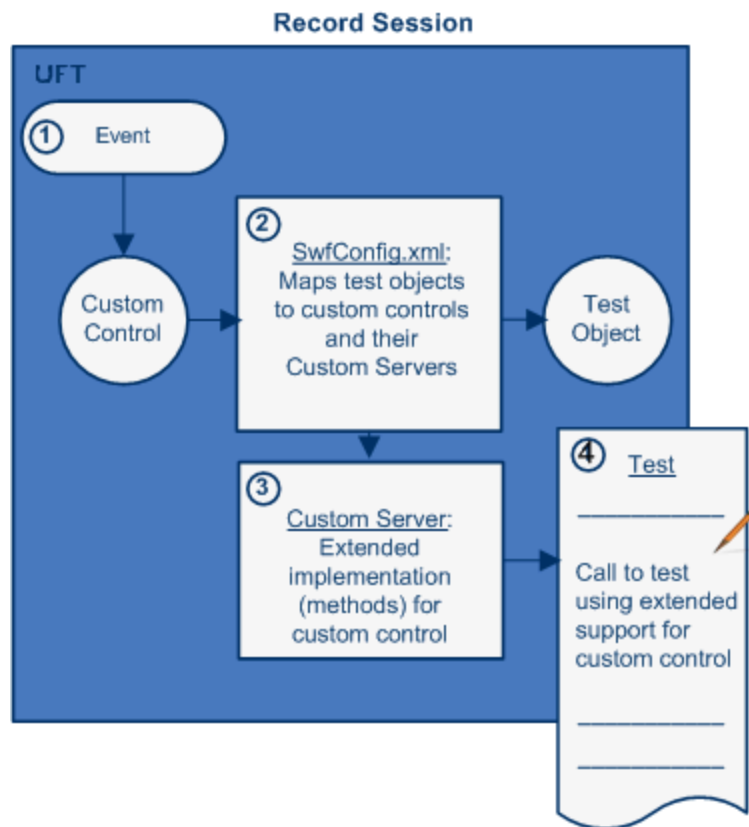 Record Session
UFT
1
Event
2
SwfConfig.xml:
Maps test objects
to custom controls
and their
Custom Servers
Custom
Control
Test
Object
3
Custom Server:
Extended
implementation
(methods) for
custom control
4
Test
Call to test
using extended
support for
custom control